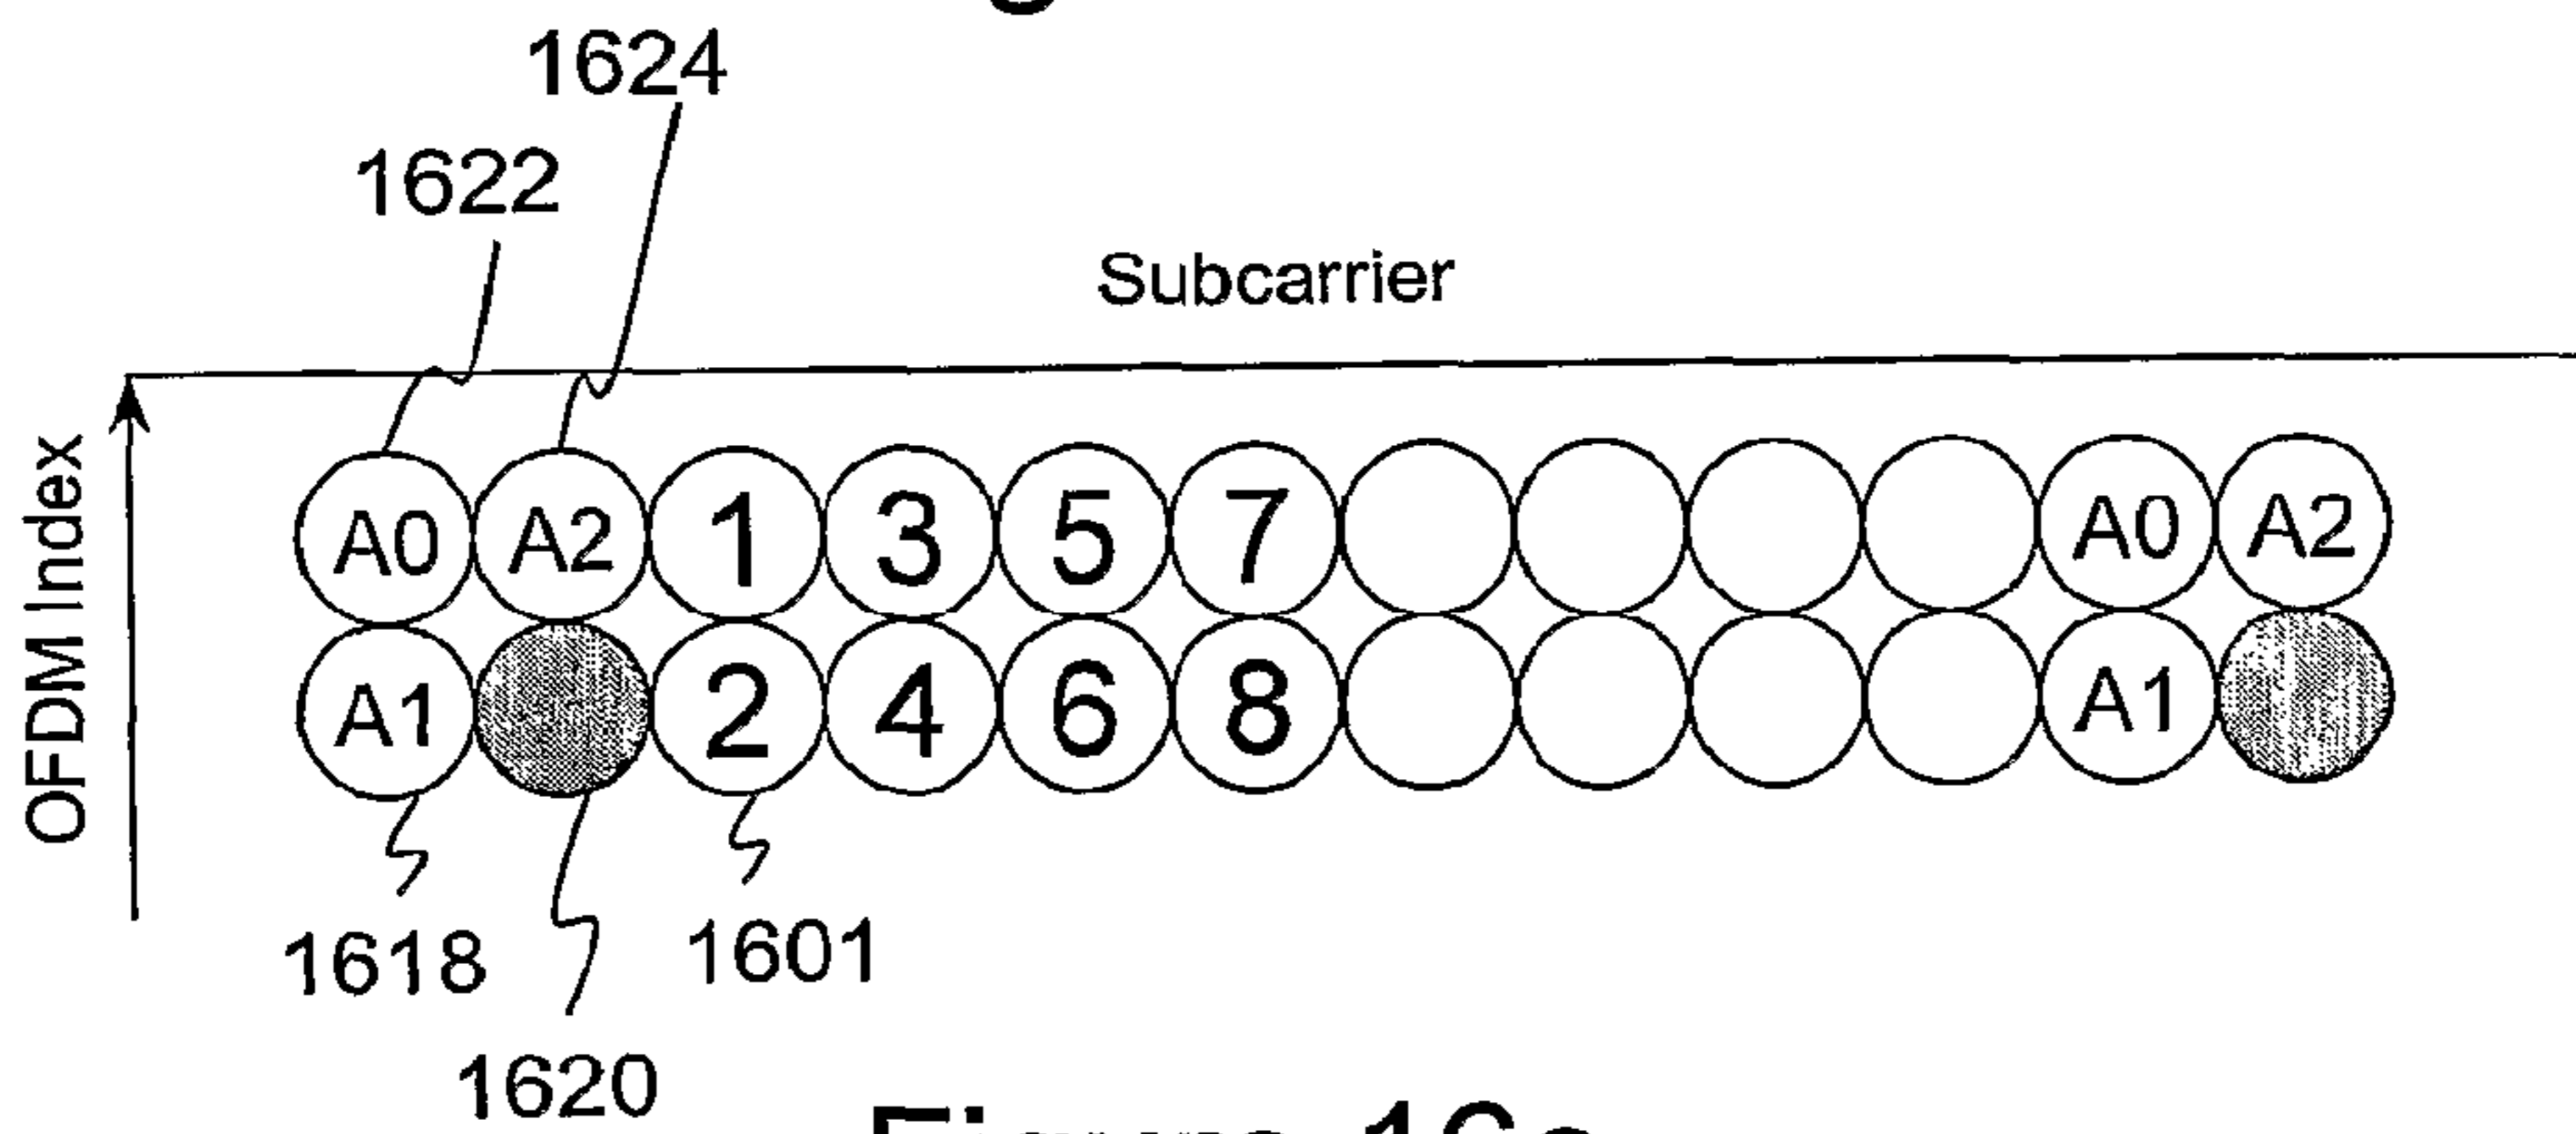 1624
1622
Subcarrier
OFDM Index
A0 A2 1 3 5 7 A0 A2
A1 2 4 6 8 A1
1618
1601
1620